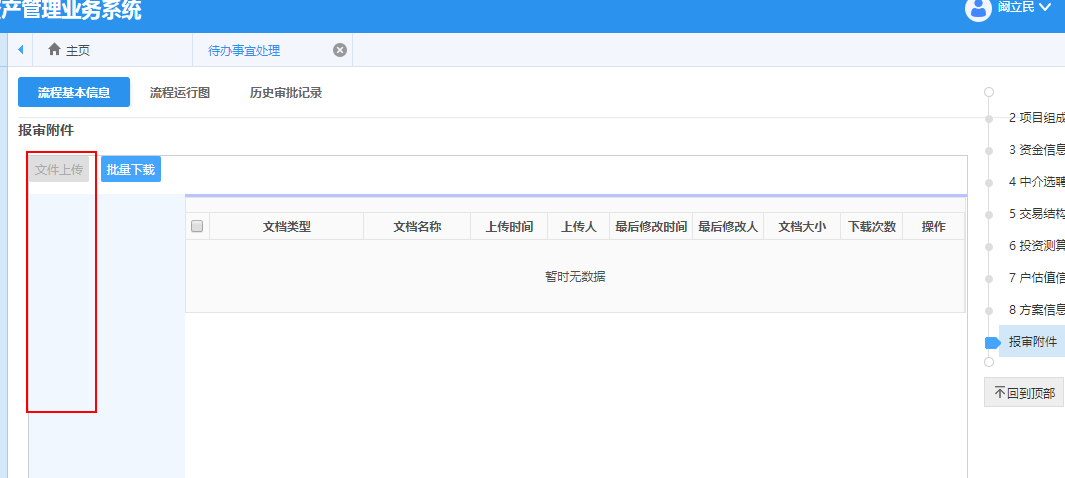 产管理业务系统
阚立民
主页
待办事宜处理
流程基本信息
流程运行图
历史审批记录
报审附件
文件上传
批量下载
文档类型
文档名称
上传时间
上传人
最后修改时间
最后修改人
文档大小
下载次数
操作
暂时无数据
2 项目组成
3 资金信息
4 中介选聘
5 交易结构
6 投资测算
7 户估值信
8 方案信息
报审附件
回到顶部